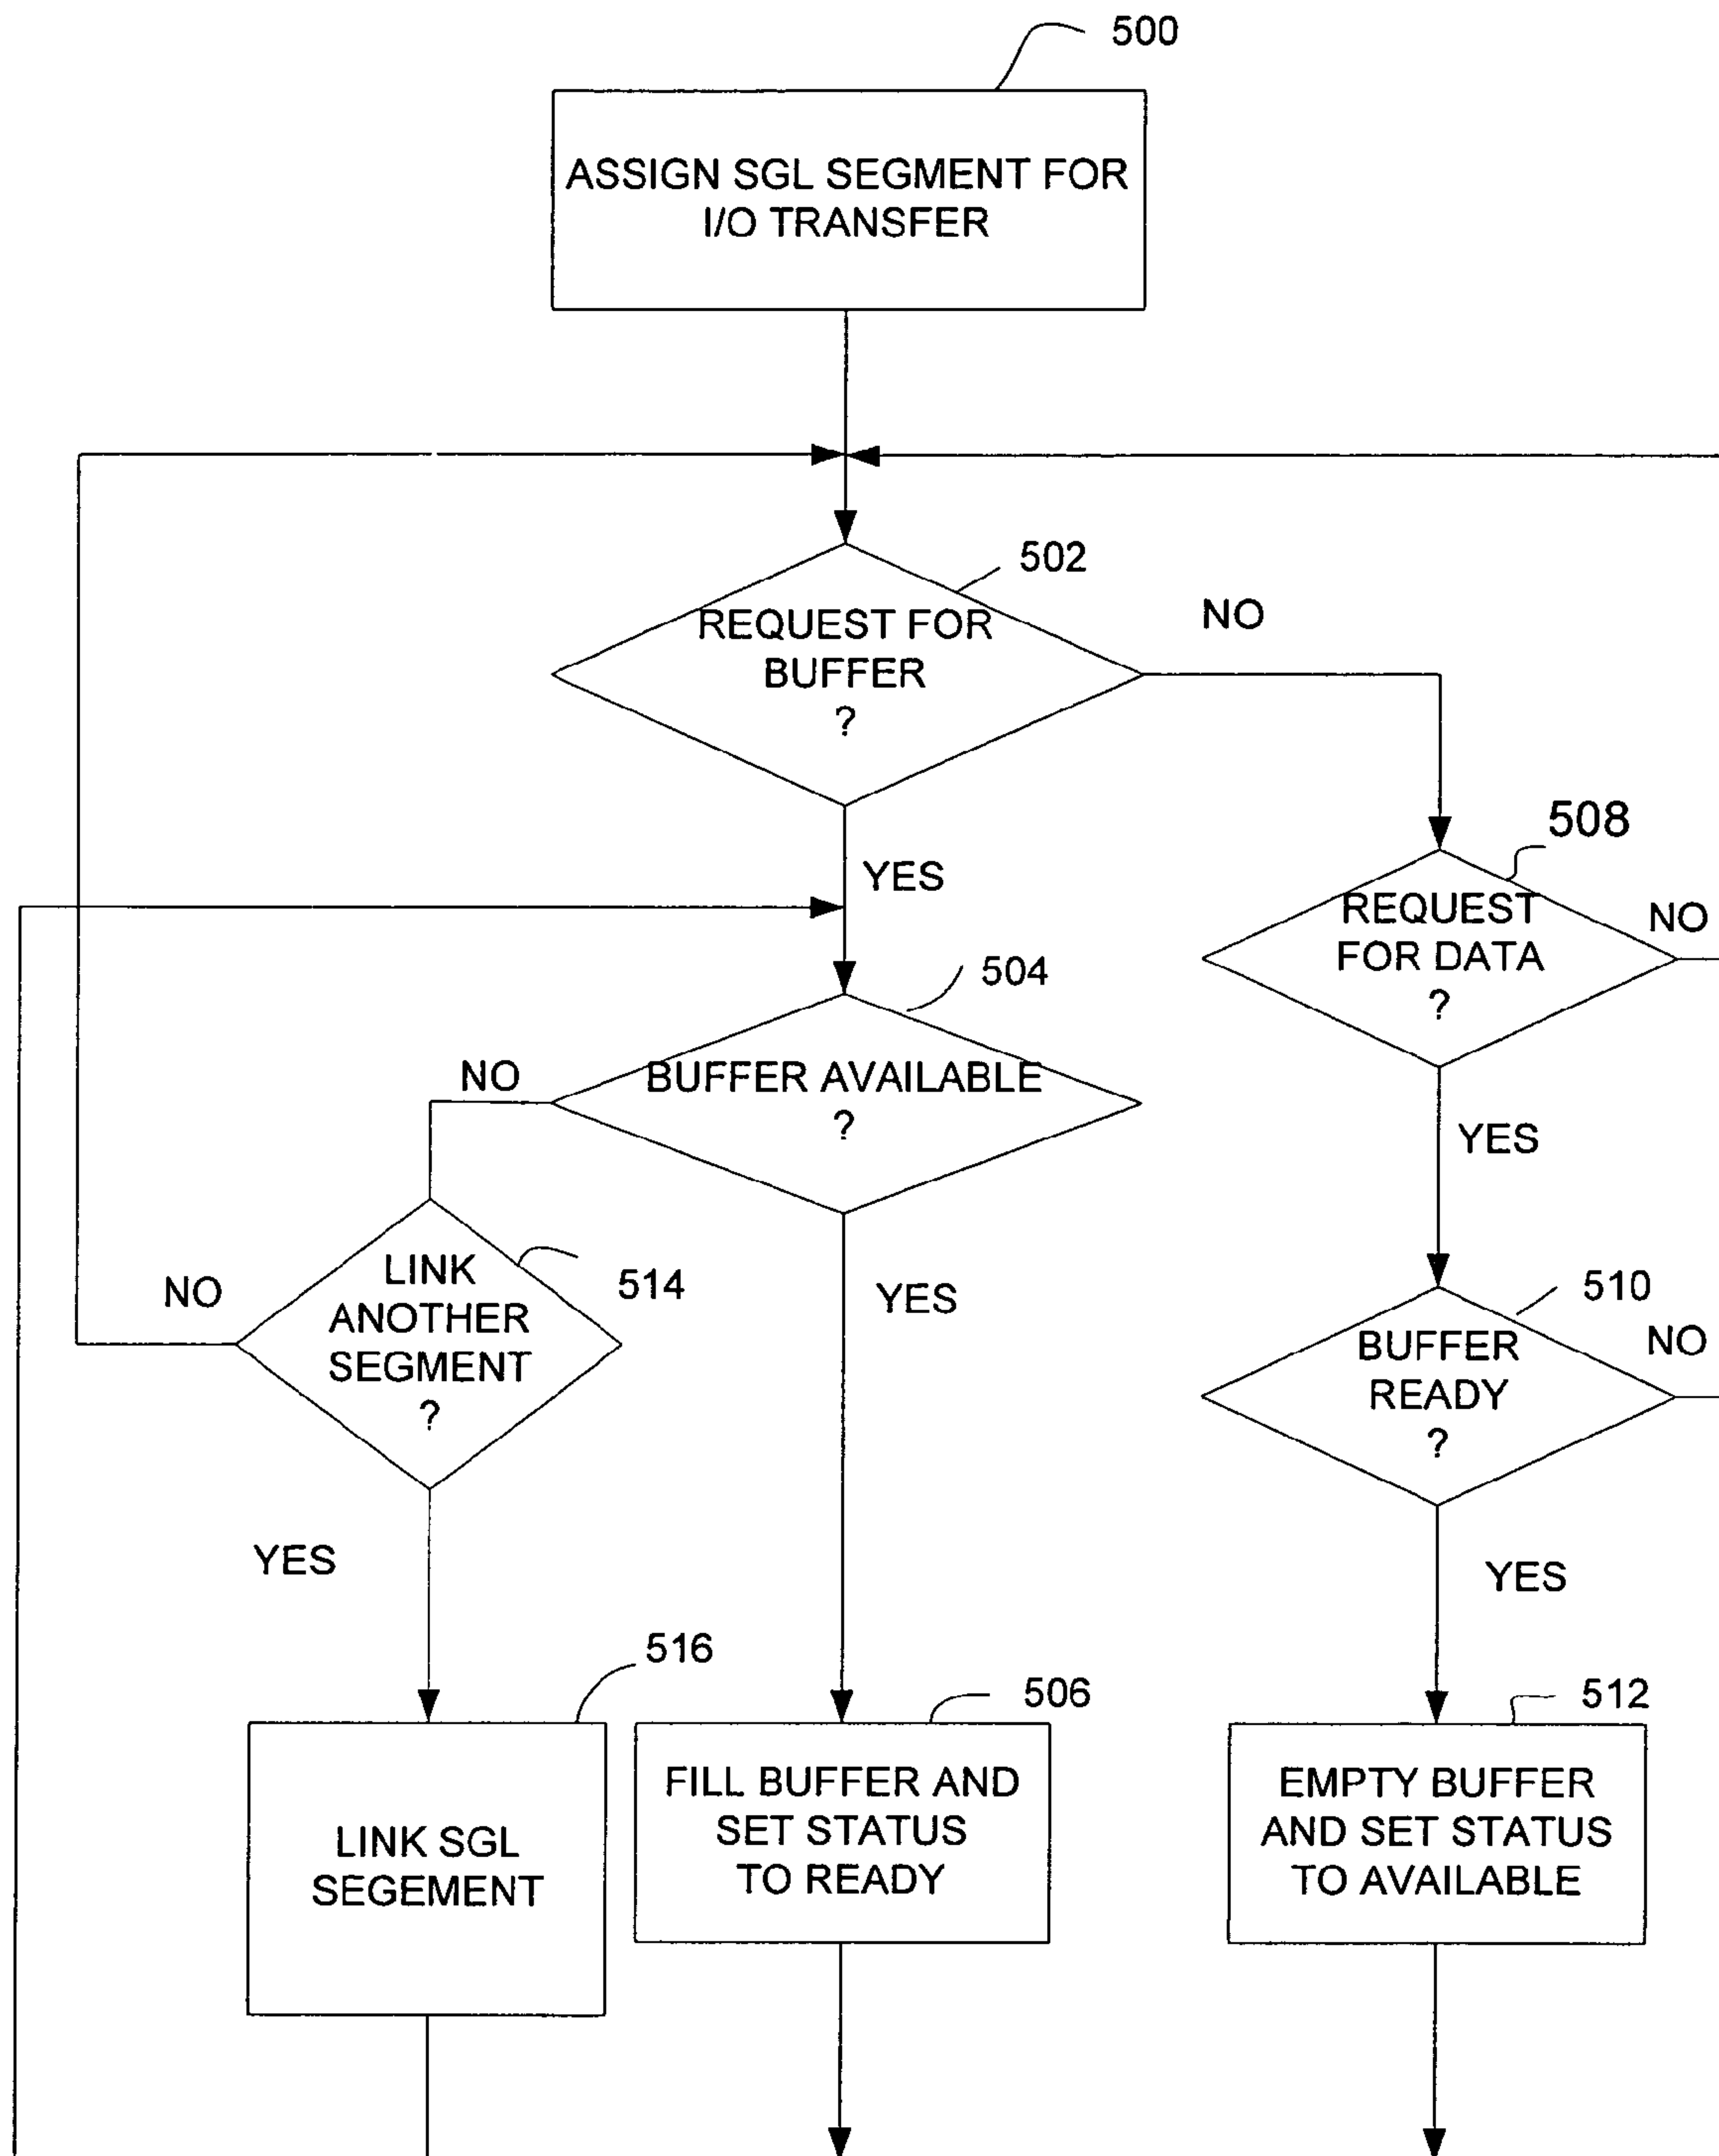 500
ASSIGN SGL SEGMENT FOR
I/O TRANSFER
502
REQUEST FOR
BUFFER
?
NO
YES
508
REQUEST
FOR DATA
?
NO
YES
504
BUFFER AVAILABLE
?
NO
YES
514
LINK
ANOTHER
SEGMENT
?
NO
YES
510
BUFFER
READY
?
NO
YES
516
LINK SGL
SEGEMENT
506
FILL BUFFER AND
SET STATUS
TO READY
512
EMPTY BUFFER
AND SET STATUS
TO AVAILABLE